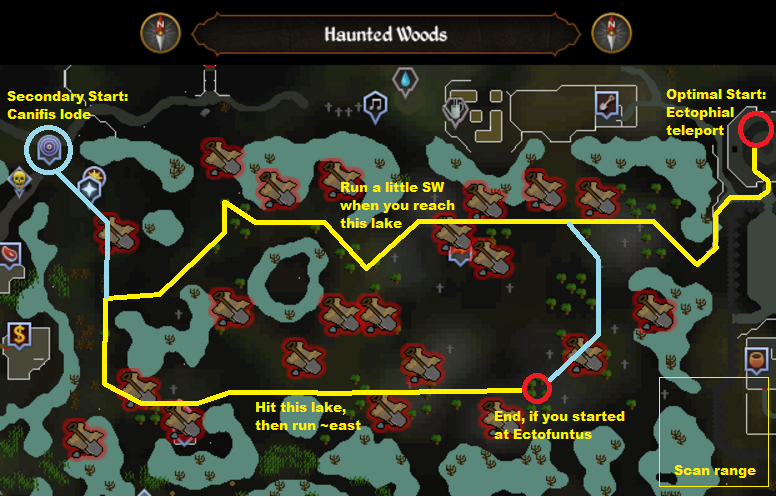 Haunted Woods
Secondary Start:
Canifis lode
Optimal Start:
Ectophial
teleport
Run a little SW
when you reach
this lake
Hit this lake,
then run ~east
End, if you started
at Ectofuntus
Scan range